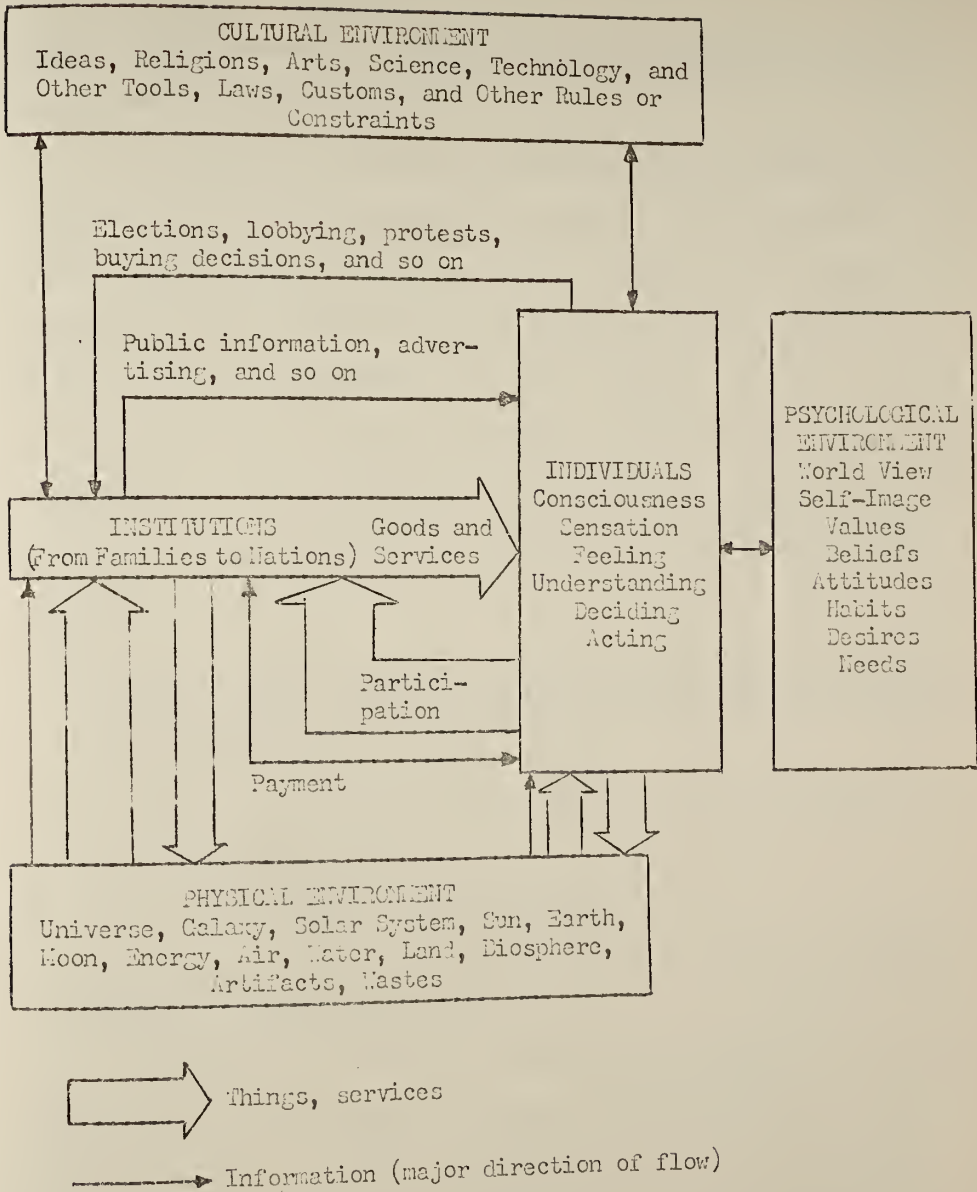 CULTURAL ENVIRONMENT
Ideas, Religions, Arts, Science, Technology, and
Other Tools, Laws, Customs, and Other Rules or
Constraints
Elections, lobbying, protests,
buying decisions, and so on
Public information, adver-
tising, and so on
INSTITUTIONS
(From Families to Nations)
Goods and
Services
INDIVIDUALS
Consciousness
Sensation
Feeling
Understanding
Deciding
Acting
PSYCHOLOGICAL
ENVIRONMENT
World View
Self-Image
Values
Beliefs
Attitudes
Habits
Desires
Needs
Partici-
pation
Payment
PHYSICAL ENVIRONMENT
Universe, Galaxy, Solar System, Sun, Earth,
Moon, Energy, Air, Water, Land, Biosphere,
Artifacts, Wastes
Things, services
Information (major direction of flow)